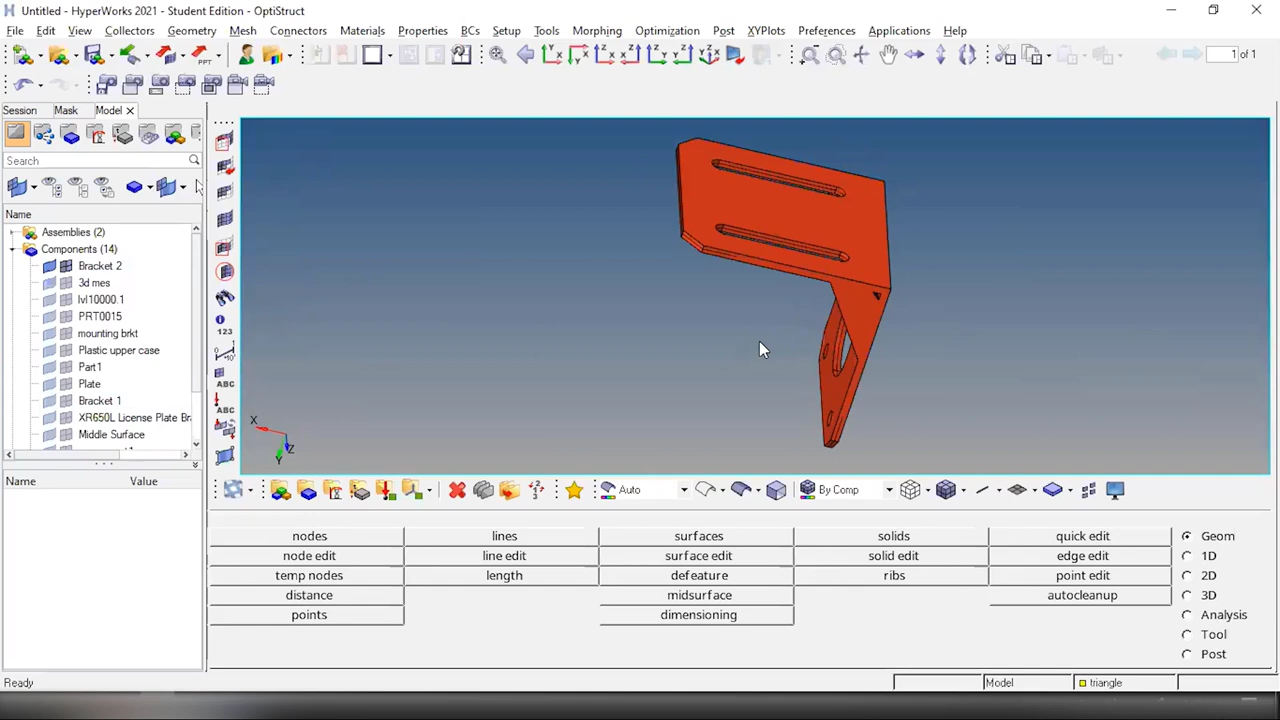 Untitled - HyperWorks 2021 - Student Edition - OptiStruct
File Edit View Collectors Geometry Mesh Connectors Materials Properties BCs Setup Tools Morphing Optimization Post XYPlots Preferences Applications Help
PPT
1 of 1
Session Mask Model
Search
Name
Assemblies (2)
Components (14)
Bracket 2
3d mes
lvl10000.1
PRT0015
mounting brkt
Plastic upper case
Part1
Plate
Bracket 1
XR650L License Plate Br
Middle Surface
Name Value
123
ABC
ABC
X
Z
Y
Auto By Comp
nodes lines surfaces solids quick edit Geom
node edit line edit surface edit solid edit edge edit 1D
temp nodes length defeature ribs point edit 2D
distance midsurface autocleanup 3D
points dimensioning Analysis
Tool
Post
Ready Model triangle